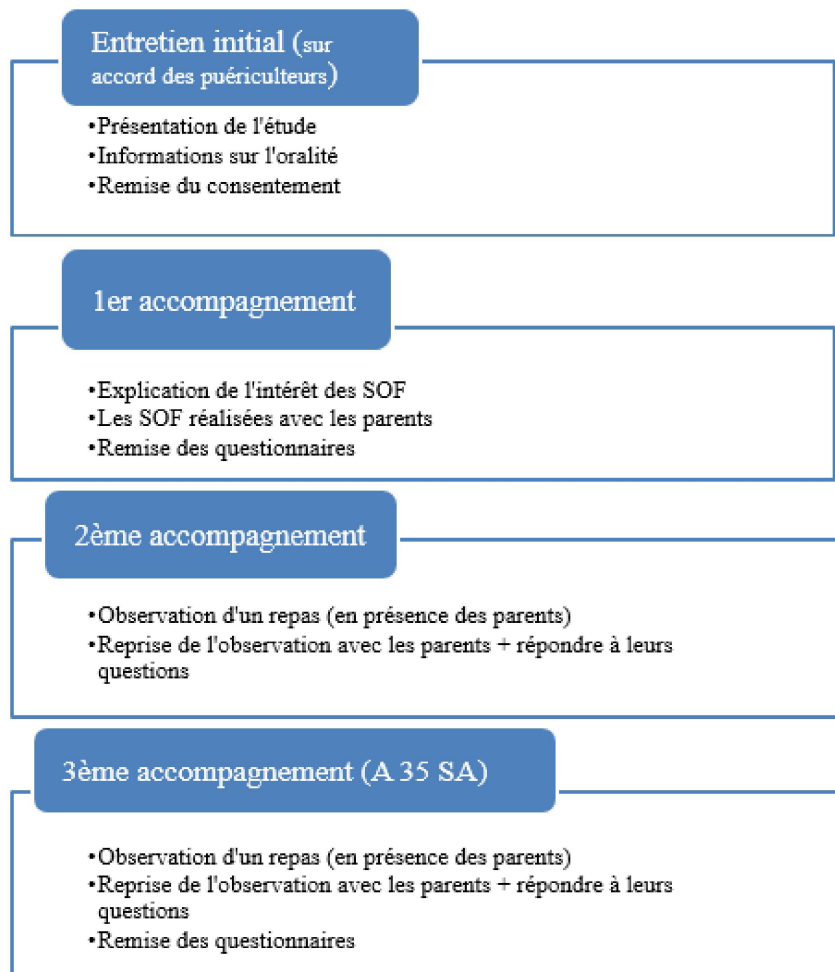 Entretien initial (sur
accord des puériculteurs)
•Présentation de l'étude
•Informations sur l'oralité
•Remise du consentement
1er accompagnement
•Explication de l'intérêt des SOF
•Les SOF réalisées avec les parents
•Remise des questionnaires
2ème accompagnement
•Observation d'un repas (en présence des parents)
•Reprise de l'observation avec les parents + répondre à leurs
questions
3ème accompagnement (A 35 SA)
•Observation d'un repas (en présence des parents)
•Reprise de l'observation avec les parents + répondre à leurs
questions
•Remise des questionnaires